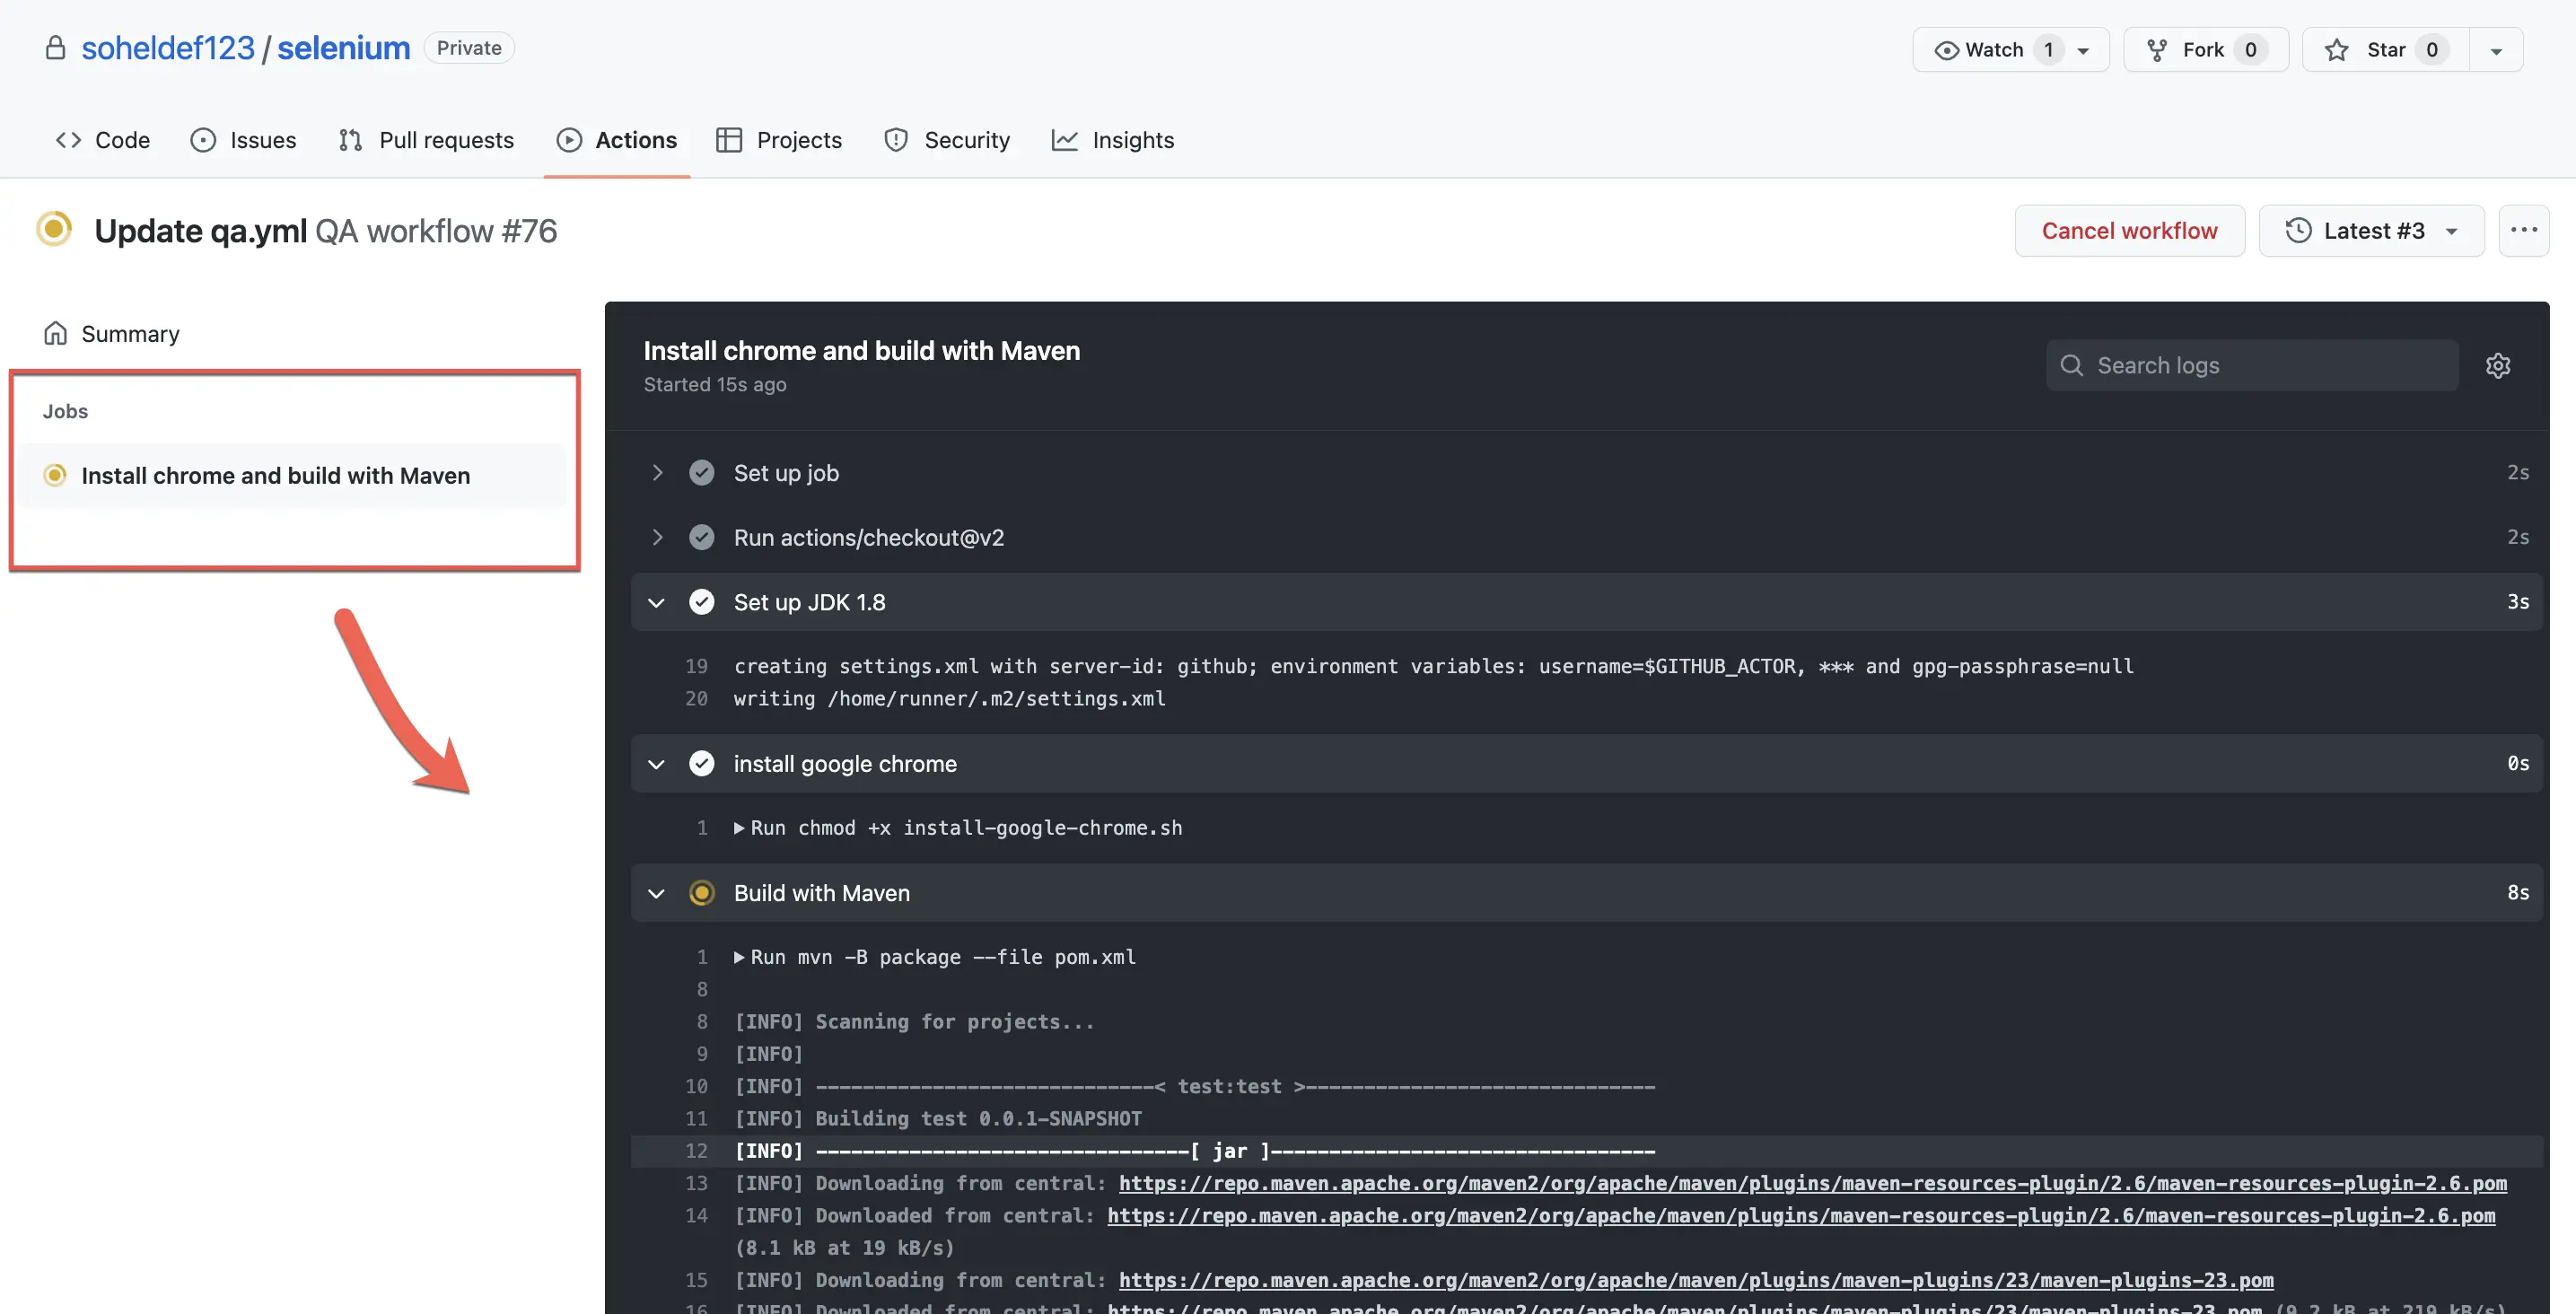 soheldef123 / selenium Private Watch 1 Fork 0 Star 0
Code Issues Pull requests Actions Projects Security Insights
Update qa.yml QA workflow #76 Cancel workflow Latest #3 ...
Summary
Jobs
Install chrome and build with Maven
Install chrome and build with Maven
Started 15s ago
Search logs
Set up job 2s
Run actions/checkout@v2 2s
Set up JDK 1.8 3s
19 creating settings.xml with server-id: github; environment variables: username=$GITHUB_ACTOR, *** and gpg-passphrase=null
20 writing /home/runner/.m2/settings.xml
install google chrome 0s
1 Run chmod +x install-google-chrome.sh
Build with Maven 8s
1 Run mvn -B package --file pom.xml
8
8 [INFO] Scanning for projects...
9 [INFO]
10 [INFO] -----------------------------< test:test >------------------------------
11 [INFO] Building test 0.0.1-SNAPSHOT
12 [INFO] --------------------------------[ jar ]---------------------------------
13 [INFO] Downloading from central: https://repo.maven.apache.org/maven2/org/apache/maven/plugins/maven-resources-plugin/2.6/maven-resources-plugin-2.6.pom
14 [INFO] Downloaded from central: https://repo.maven.apache.org/maven2/org/apache/maven/plugins/maven-resources-plugin/2.6/maven-resources-plugin-2.6.pom
(8.1 kB at 19 kB/s)
15 [INFO] Downloading from central: https://repo.maven.apache.org/maven2/org/apache/maven/plugins/maven-plugins/23/maven-plugins-23.pom
16 [INFO] Downloaded from central: https://repo.maven.apache.org/maven2/org/apache/maven/plugins/maven-plugins/23/maven-plugins-23.pom (9.2 kB at 219 kB/s)